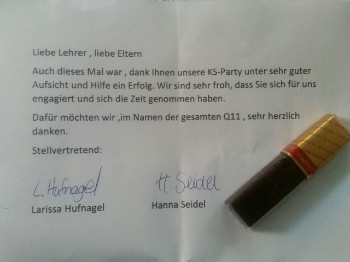 Liebe Lehrer , liebe Eltern
Auch dieses Mal war , dank Ihnen unsere KS-Party unter sehr guter
Aufsicht und Hilfe ein Erfolg. Wir sind sehr froh, dass Sie sich für uns
engagiert und sich die Zeit genommen haben.
Dafür möchten wir ,im Namen der gesamten Q11 , sehr herzlich
danken.
Stellvertretend:
L. Hufnagel H Seidel
Larissa Hufnagel Hanna Seidel